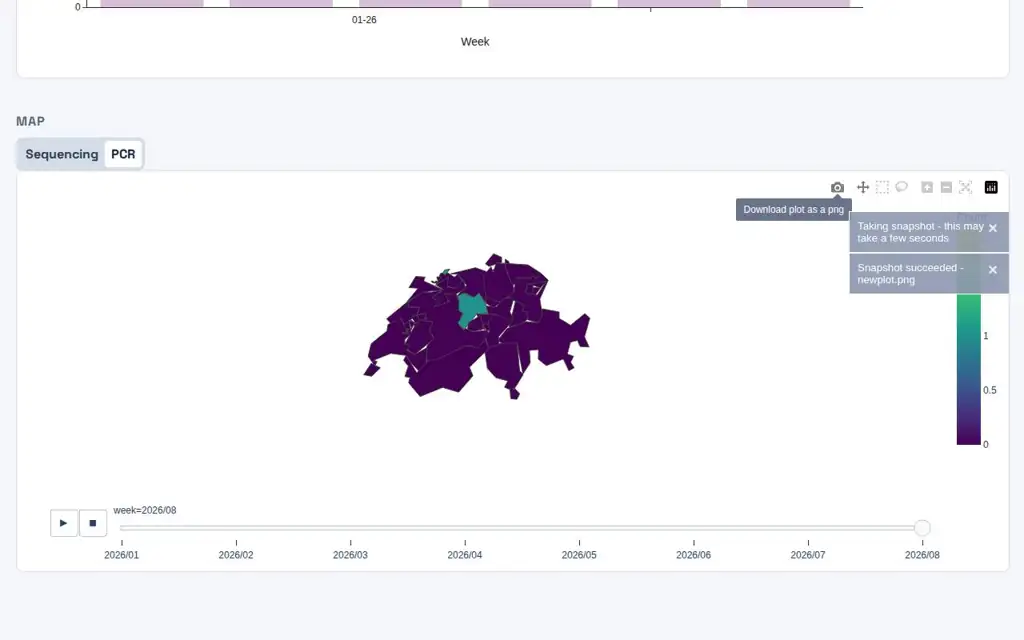 0
01-26
Week
MAP
Sequencing PCR
Download plot as a png
Taking snapshot - this may
take a few seconds
Snapshot succeeded -
newplot.png
1
0.5
0
week=2026/08
2026/01 2026/02 2026/03 2026/04 2026/05 2026/06 2026/07 2026/08